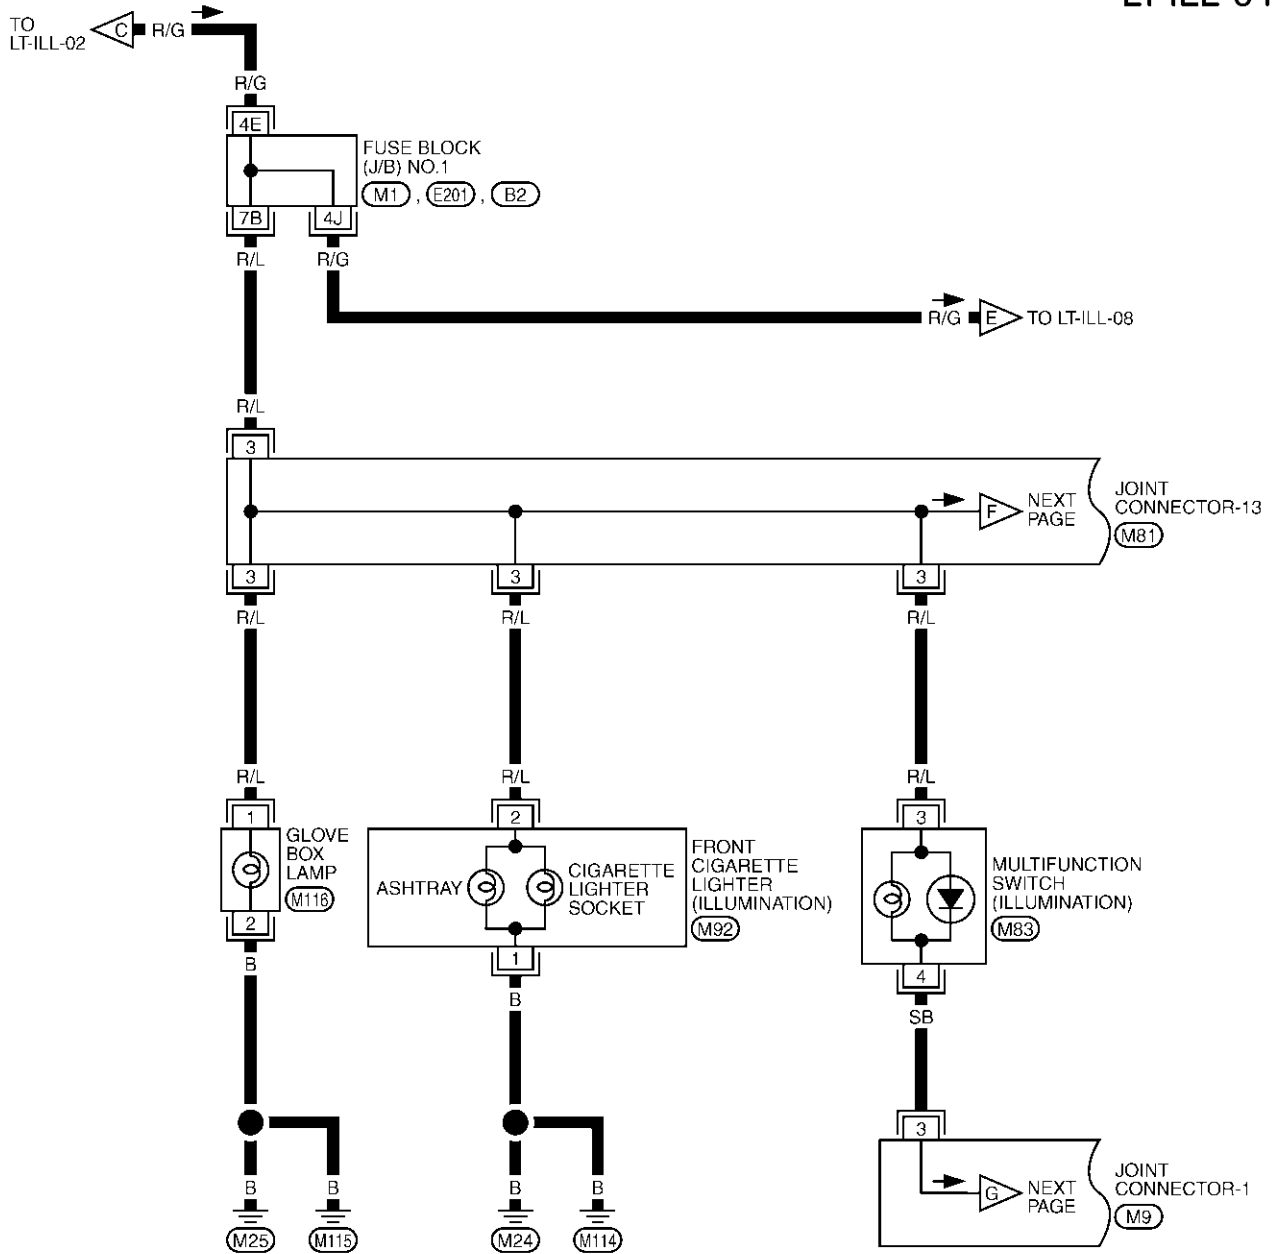 TO
LT-ILL-02
C
R/G
R/G
4E
FUSE BLOCK
(J/B) NO.1
M1 , E201 , B2
7B
4J
R/L
R/G
R/G
E
TO LT-ILL-08
R/L
3
F
NEXT
PAGE
JOINT
CONNECTOR-13
M81
3
3
3
R/L
R/L
R/L
R/L
R/L
R/L
1
2
3
GLOVE
BOX
LAMP
M116
ASHTRAY
CIGARETTE
LIGHTER
SOCKET
FRONT
CIGARETTE
LIGHTER
(ILLUMINATION)
M92
MULTIFUNCTION
SWITCH
(ILLUMINATION)
M83
2
1
4
B
B
SB
3
G
NEXT
PAGE
JOINT
CONNECTOR-1
M9
B
B
B
B
M25
M115
M24
M114